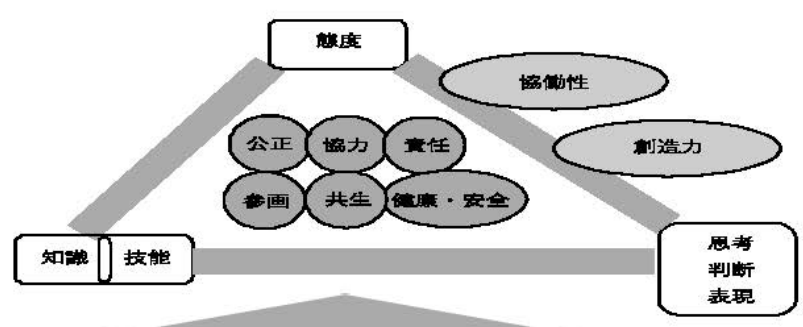 態度
協働性
創造力
公正 協力 責任
参画 共生 健康・安全
知識 技能
思考
判断
表現